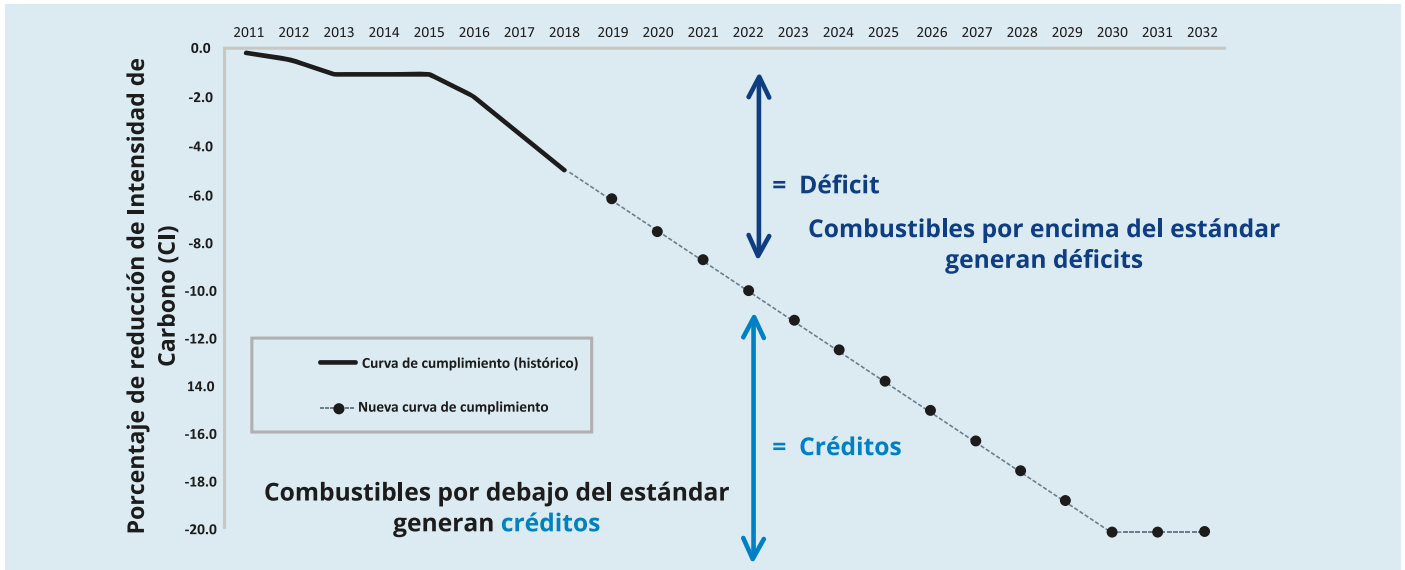 2011 2012 2013 2014 2015 2016 2017 2018 2019 2020 2021 2022 2023 2024 2025 2026 2027 2028 2029 2030 2031 2032
Porcentaje de reducción de Intensidad de
Carbono (CI)
0.0
-2.0
-4.0
-6.0
-8.0
-10.0
-12.0
14.0
-16.0
-18.0
-20.0
= Déficit
Combustibles por encima del estándar
generan déficits
Curva de cumplimiento (histórico)
Nueva curva de cumplimiento
= Créditos
Combustibles por debajo del estándar
generan créditos